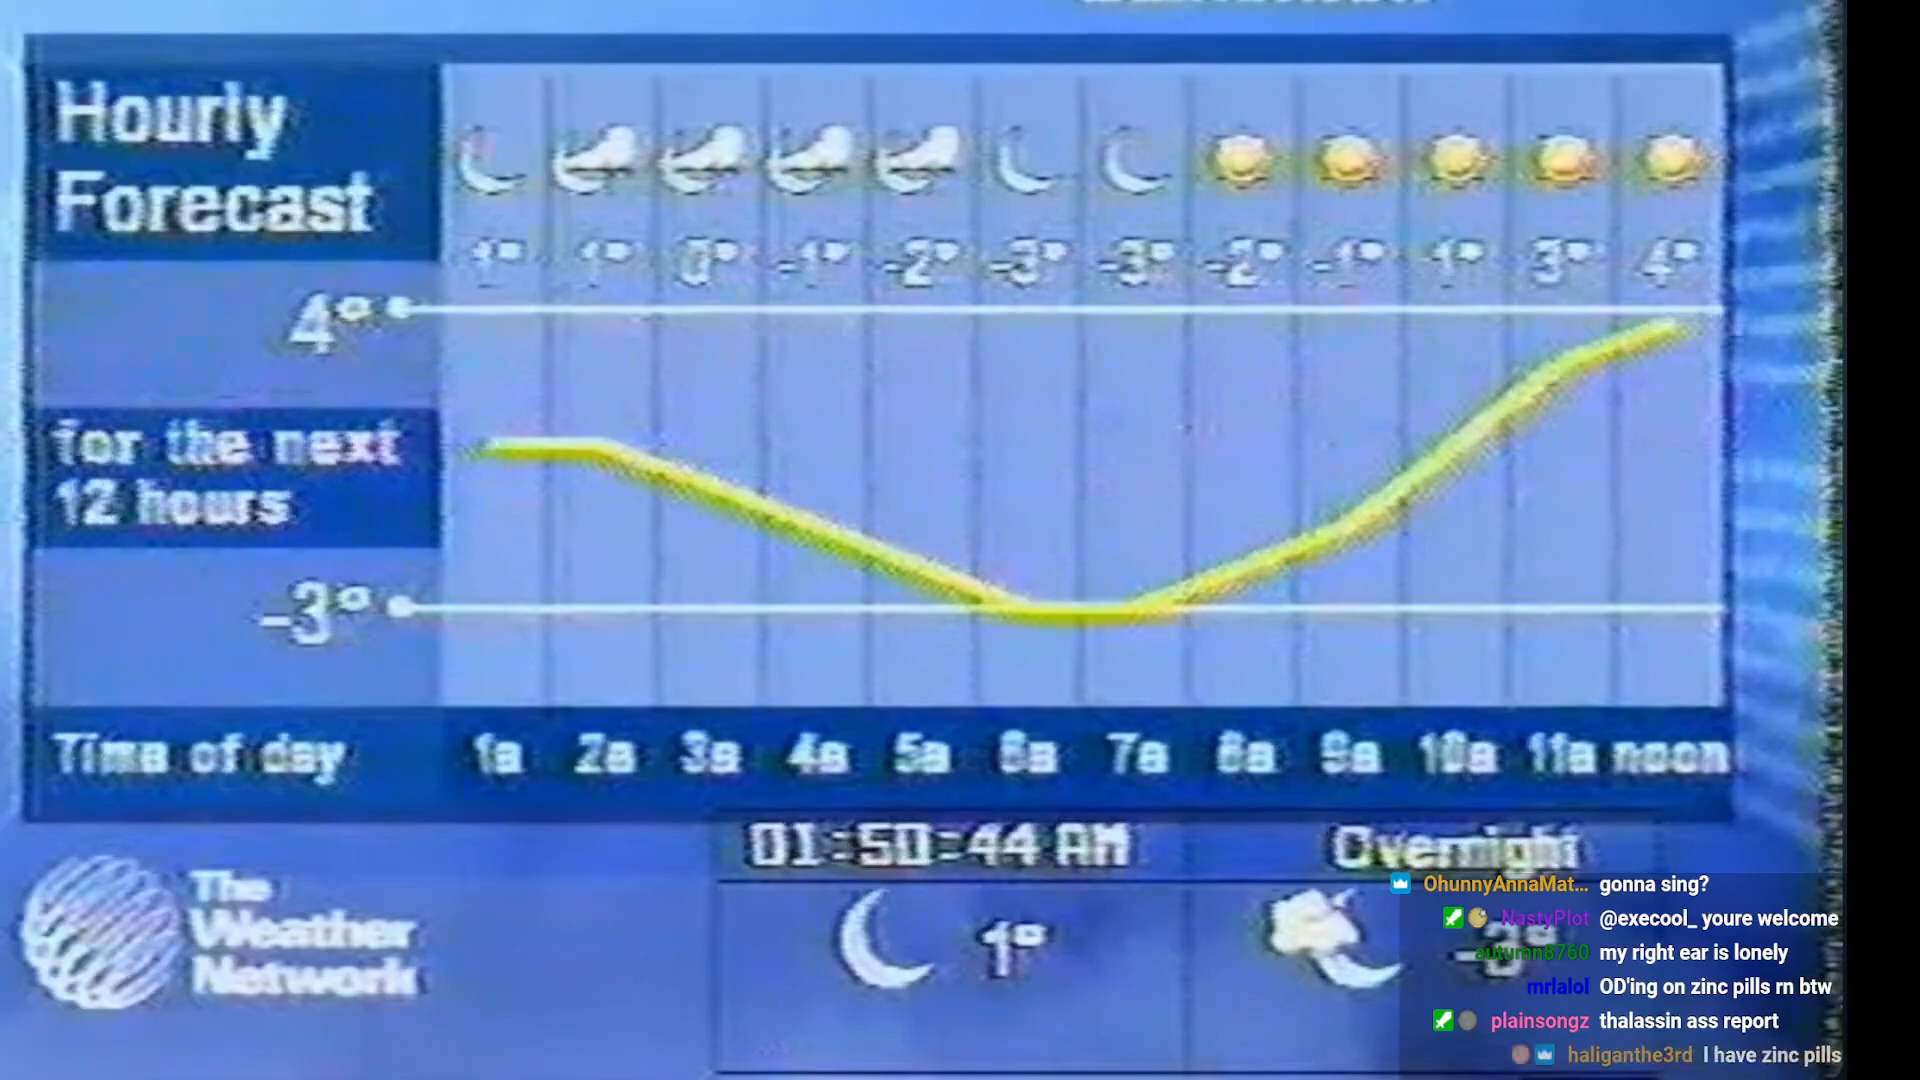 Hourly
Forecast
1° 1° 0° -1° -2° -3° -3° -2° -1° 1° 3° 4°
4°
for the next
12 hours
-3°
Time of day 1a 2a 3a 4a 5a 6a 7a 8a 9a 10a 11a noon
01:50:44 AM
Overnight
The
Weather
Network
1°
-3°
OhunnyAnnaMat... gonna sing?
NastyPlot @execool_ youre welcome
autumn8760 my right ear is lonely
mrlalol OD'ing on zinc pills rn btw
plainsongz thalassin ass report
haliganthe3rd I have zinc pills